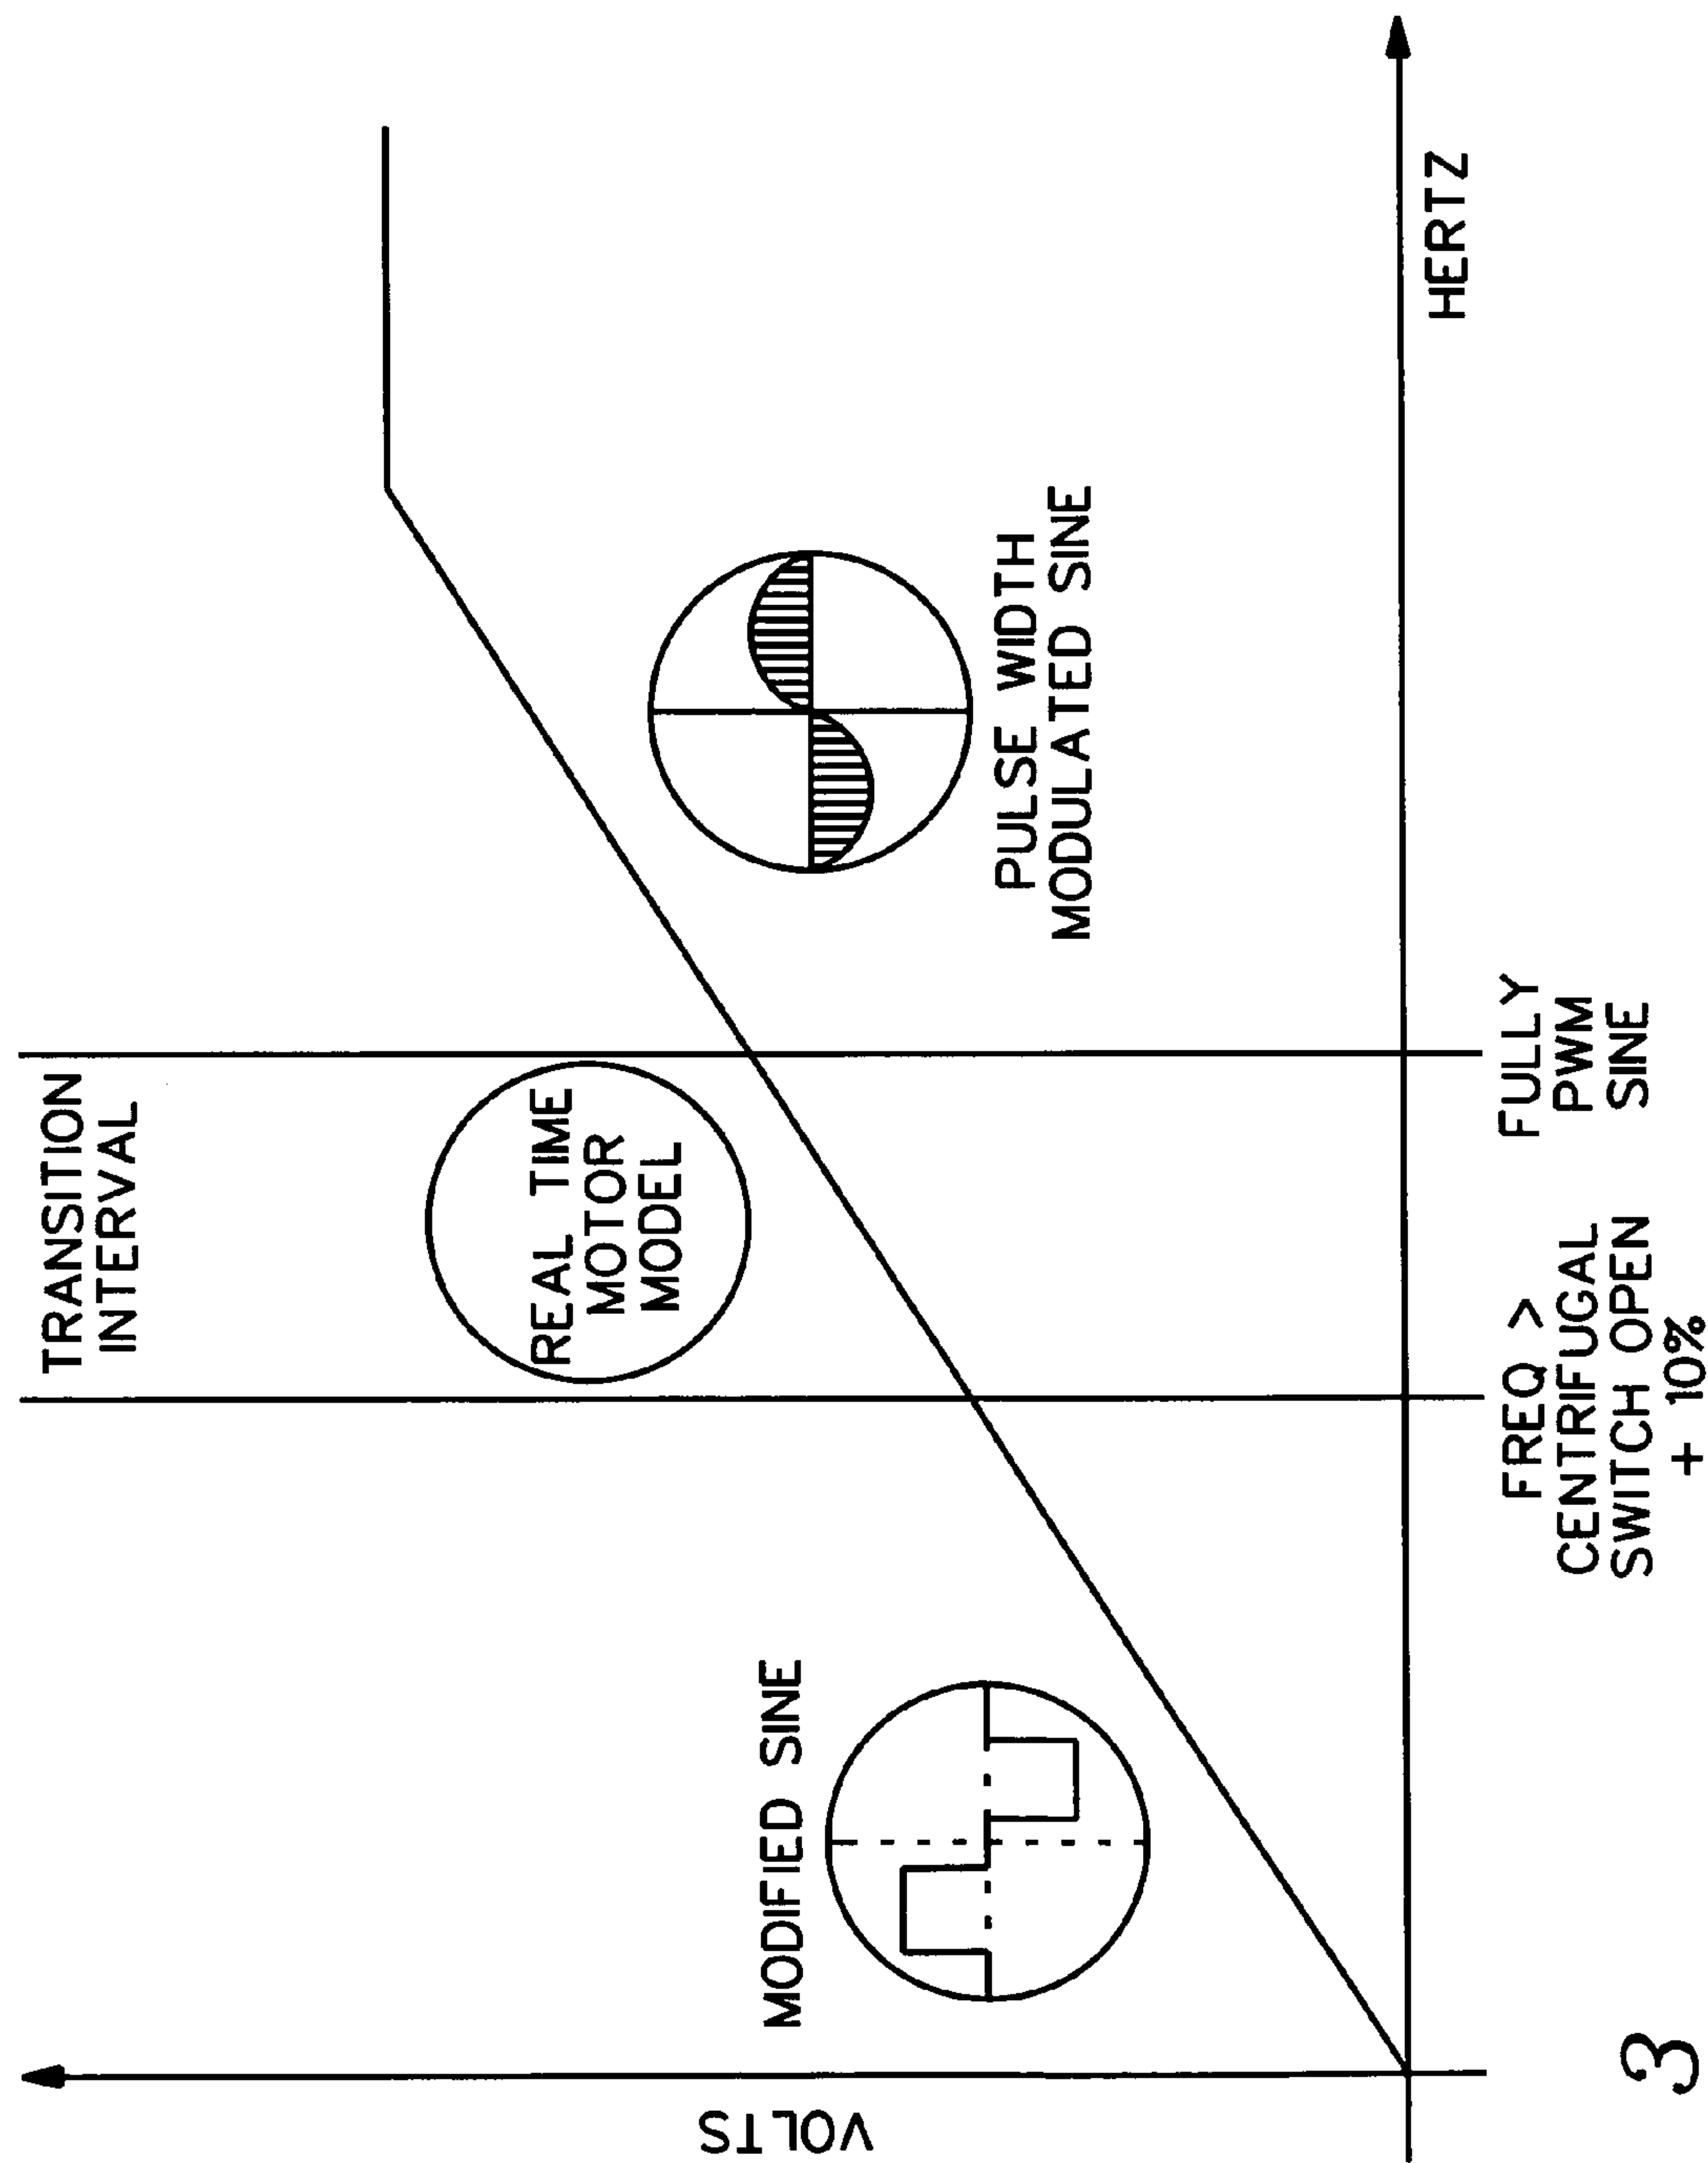 TRANSITION
INTERVAL
REAL TIME
MOTOR
MODEL
VOLTS
MODIFIED SINE
PULSE WIDTH
MODULATED SINE
HERTZ
FREQ >
CENTRIFUGAL
SWITCH OPEN
+ 10%
FULLY
PWM
SINE
3